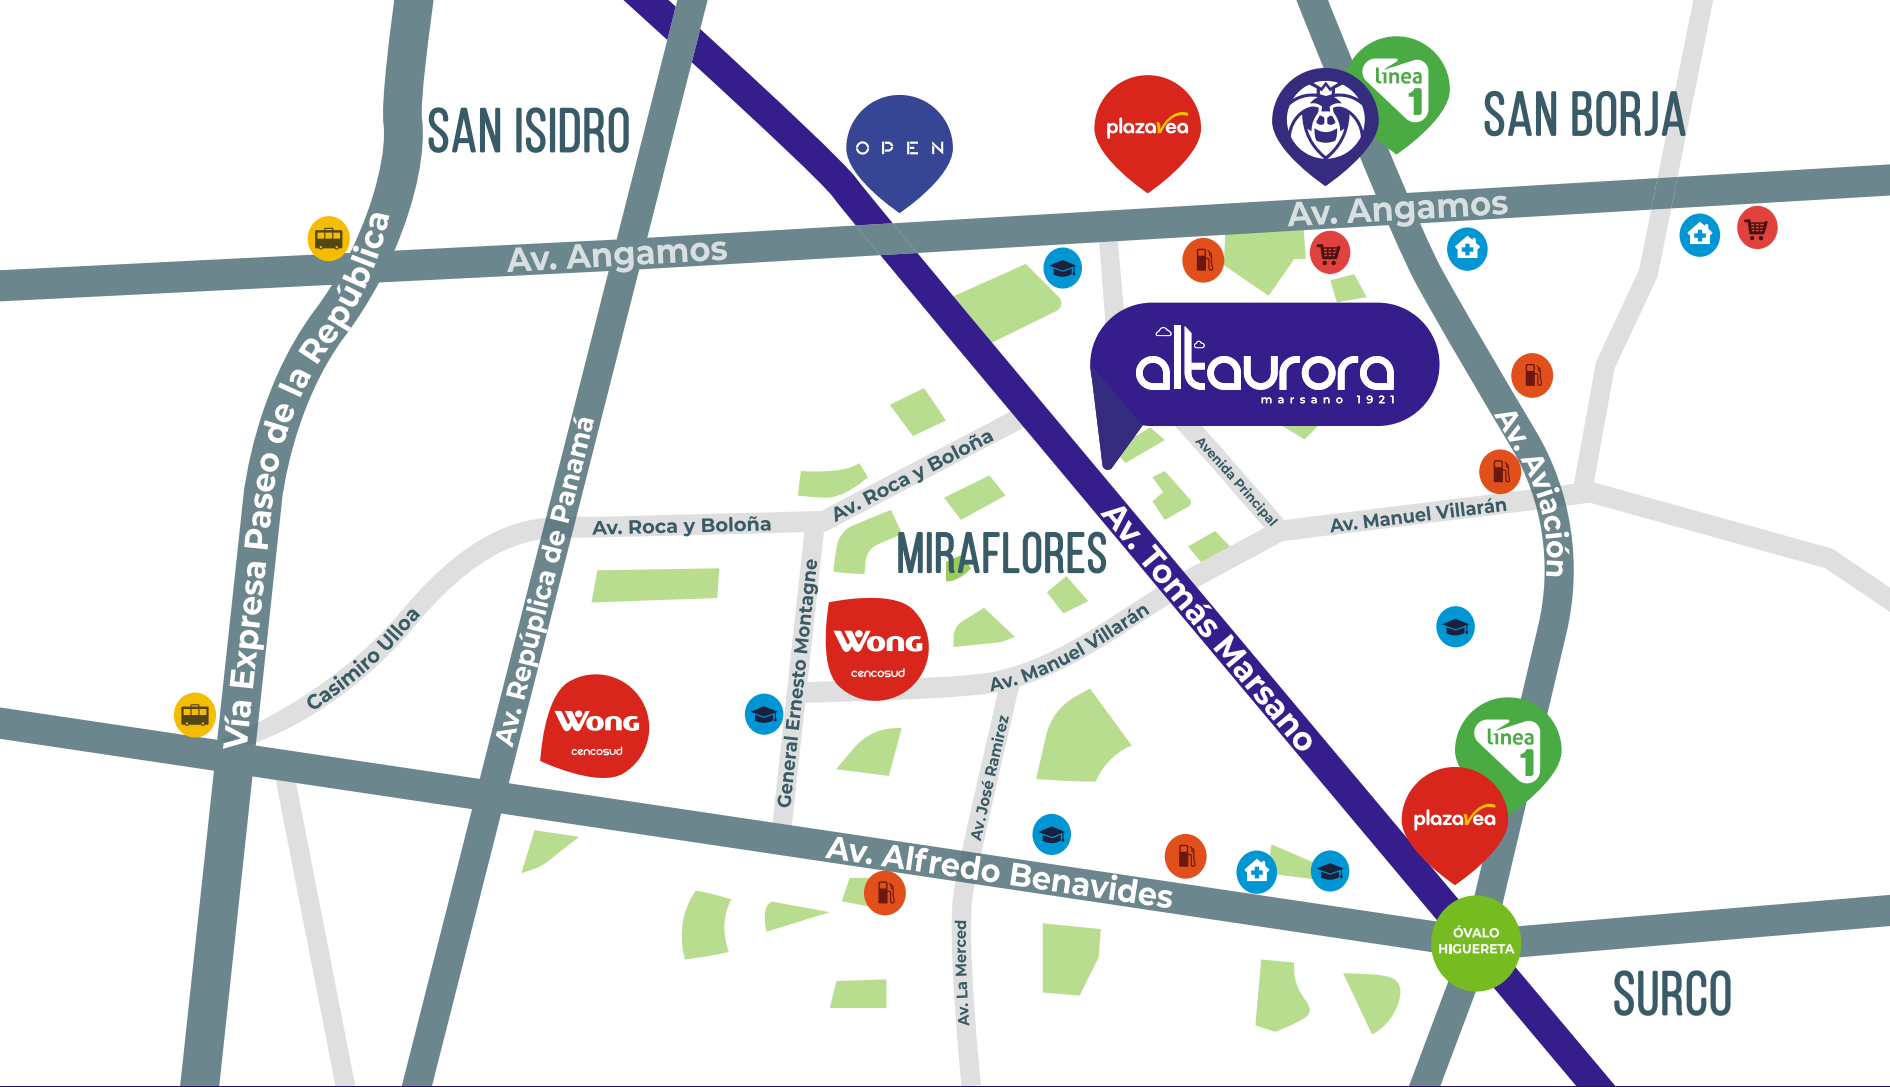 SAN ISIDRO
OPEN
plazavea
línea
1
SAN BORJA
Av. Angamos
Av. Angamos
Vía Expresa Paseo de la República
altaurora
marsano 1921
Av. Repúplica de Panamá
Av. Roca y Boloña
Av. Roca y Boloña
Avenida Principal
Av. Aviación
Av. Manuel Villarán
MIRAFLORES
Av. Tomás Marsano
Casimiro Ulloa
General Ernesto Montagne
Wong
cencosud
Av. Manuel Villarán
Wong
cencosud
Av. José Ramirez
línea
1
plazavea
Av. Alfredo Benavides
Av. La Merced
ÓVALO
HIGUERETA
SURCO